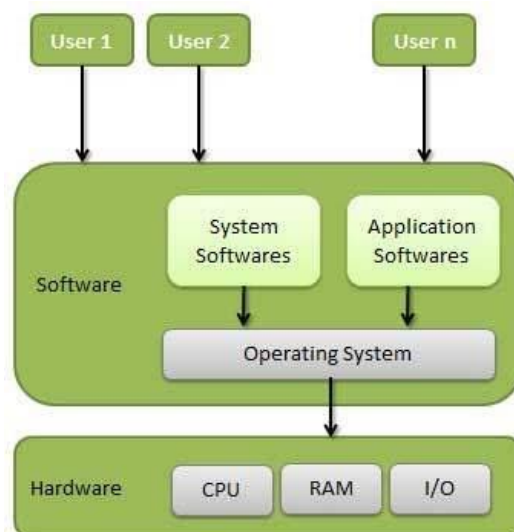 User 1
User 2
User n
System
Softwares
Application
Softwares
Software
Operating System
Hardware
CPU
RAM
I/O